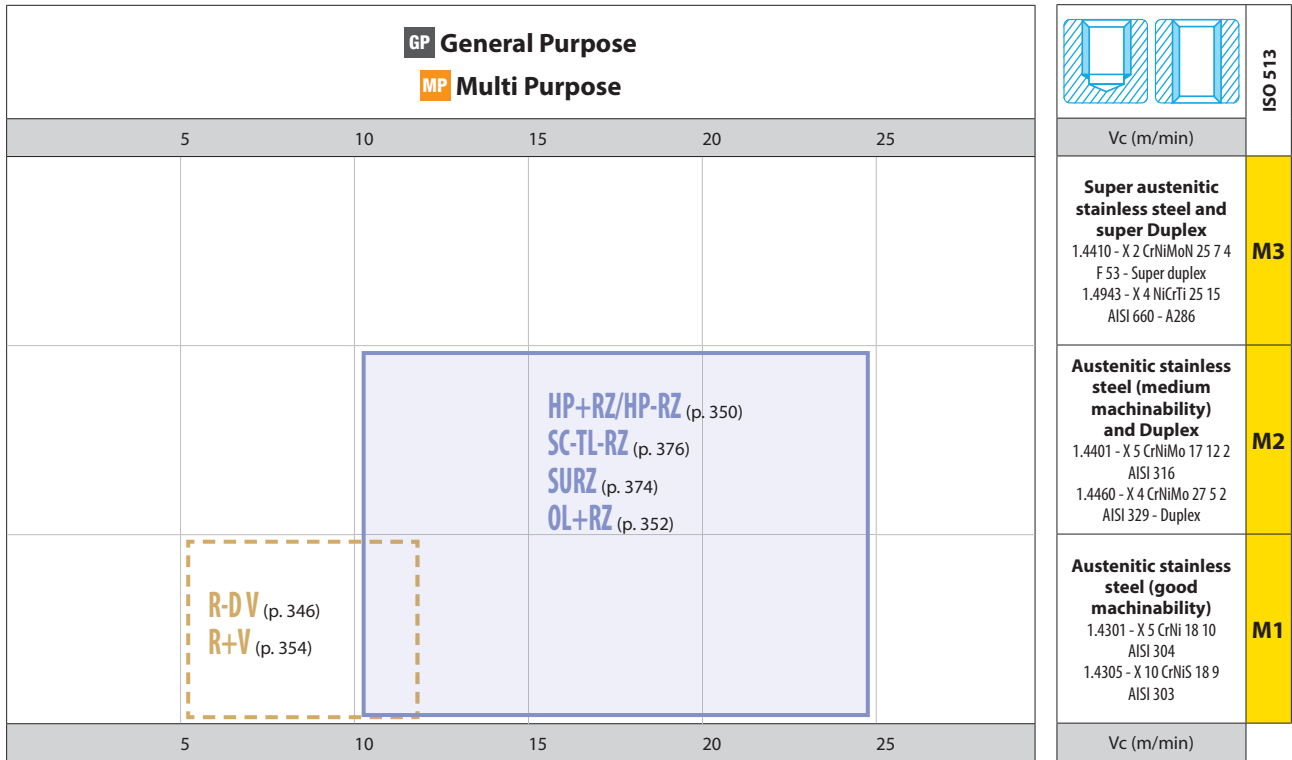 GP General Purpose
MP Multi Purpose
ISO 513
5 10 15 20 25
Vc (m/min)
Super austenitic
stainless steel and
super Duplex
1.4410 - X 2 CrNiMoN 25 7 4
F 53 - Super duplex
1.4943 - X 4 NiCrTi 25 15
AISI 660 - A286
M3
HP+RZ/HP-RZ (p. 350)
SC-TL-RZ (p. 376)
SURZ (p. 374)
OL+RZ (p. 352)
Austenitic stainless
steel (medium
machinability)
and Duplex
1.4401 - X 5 CrNiMo 17 12 2
AISI 316
1.4460 - X 4 CrNiMo 27 5 2
AISI 329 - Duplex
M2
R-D V (p. 346)
R+V (p. 354)
Austenitic stainless
steel (good
machinability)
1.4301 - X 5 CrNi 18 10
AISI 304
1.4305 - X 10 CrNiS 18 9
AISI 303
M1
5 10 15 20 25
Vc (m/min)